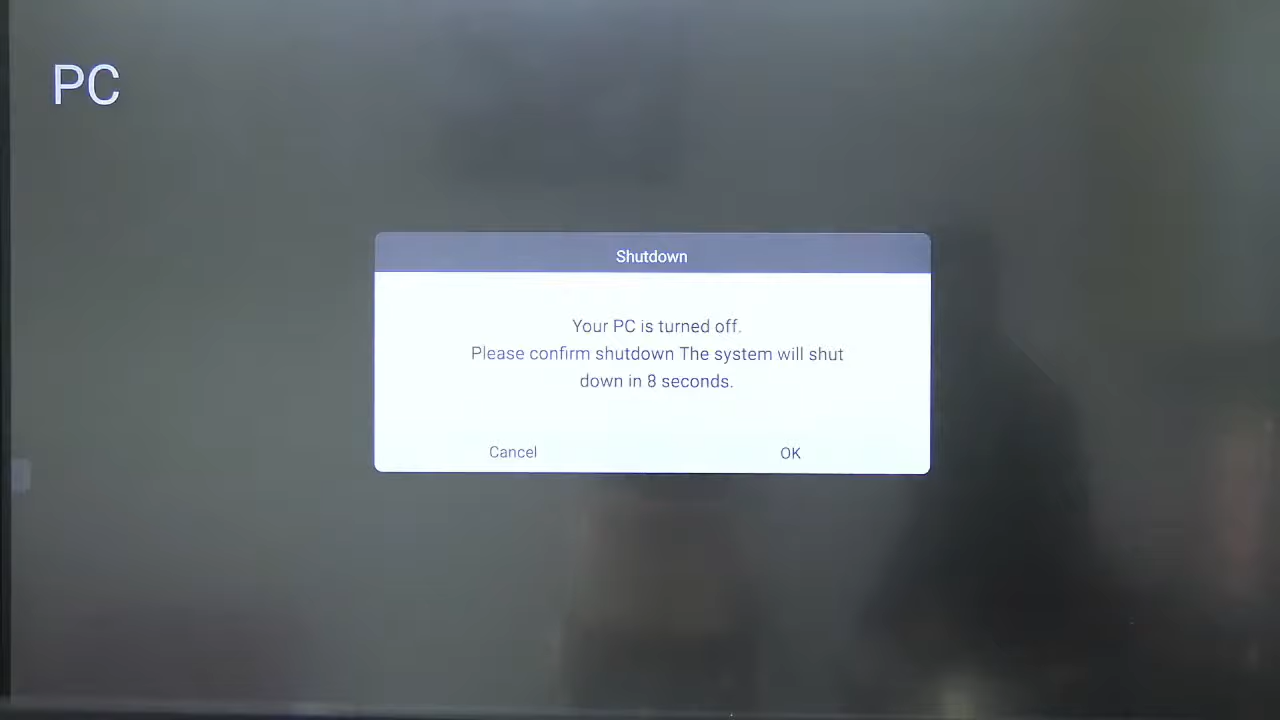 PC
Shutdown
Your PC is turned off.
Please confirm shutdown The system will shut
down in 8 seconds.
Cancel
OK